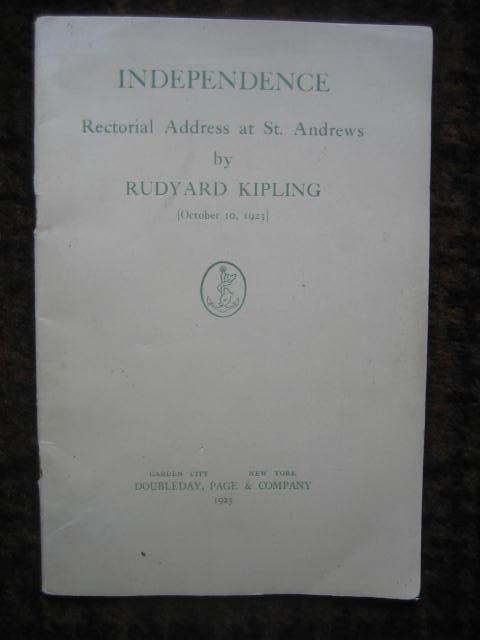 INDEPENDENCE
Rectorial Address at St. Andrews
by
RUDYARD KIPLING
[October 10, 1923]
GARDEN CITY NEW YORK
DOUBLEDAY, PAGE & COMPANY
1925